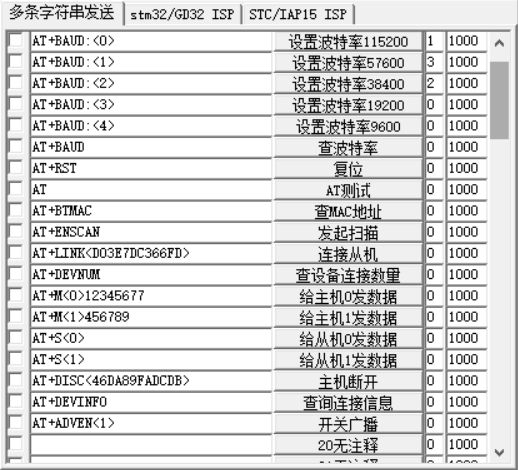 多条字符串发送 stm32/GD32 ISP STC/IAP15 ISP
AT+BAUD:<0> 设置波特率115200 1 1000
AT+BAUD:<1> 设置波特率57600 3 1000
AT+BAUD:<2> 设置波特率38400 2 1000
AT+BAUD:<3> 设置波特率19200 0 1000
AT+BAUD:<4> 设置波特率9600 0 1000
AT+BAUD 查波特率 0 1000
AT+RST 复位 0 1000
AT AT测试 0 1000
AT+BTMAC 查MAC地址 0 1000
AT+ENSCAN 发起扫描 0 1000
AT+LINK<D03E7DC366FD> 连接从机 0 1000
AT+DEVNUM 查设备连接数量 0 1000
AT+M<0>12345677 给主机0发数据 0 1000
AT+M<1>456789 给主机1发数据 0 1000
AT+S<0> 给从机0发数据 0 1000
AT+S<1> 给从机1发数据 0 1000
AT+DISC<46DA89FADCDB> 主机断开 0 1000
AT+DEVINFO 查询连接信息 0 1000
AT+ADVEN<1> 开关广播 0 1000
20无注释 0 1000